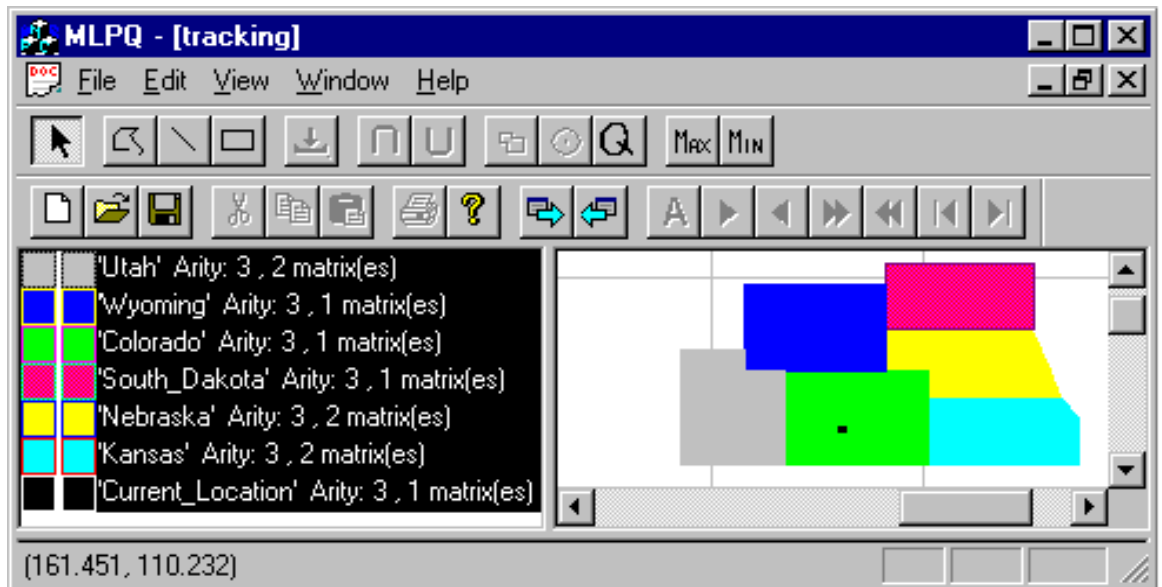 MLPQ - [tracking]
DOC File Edit View Window Help
Q MAX MIN
? A
'Utah' Arity: 3 , 2 matrix(es)
'Wyoming' Arity: 3 , 1 matrix(es)
'Colorado' Arity: 3 , 1 matrix(es)
'South_Dakota' Arity: 3 , 1 matrix(es)
'Nebraska' Arity: 3 , 2 matrix(es)
'Kansas' Arity: 3 , 2 matrix(es)
'Current_Location' Arity: 3 , 1 matrix(es)
(161.451, 110.232)